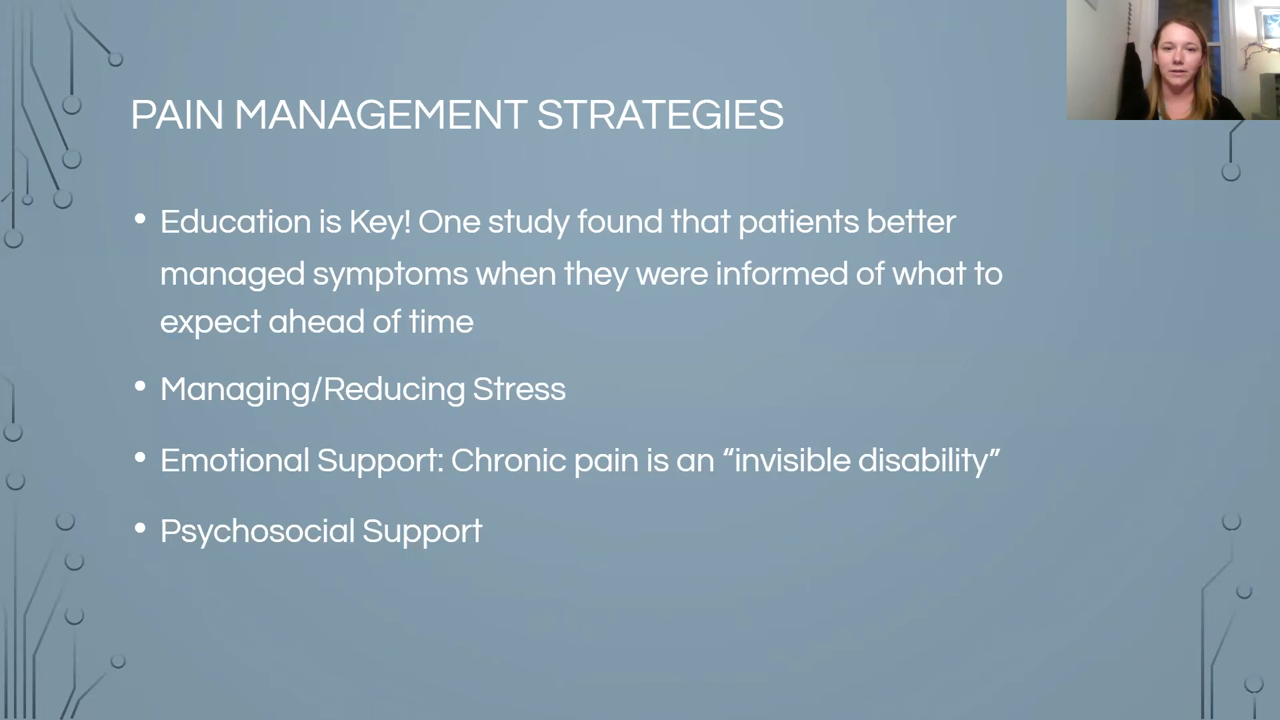 PAIN MANAGEMENT STRATEGIES
• Education is Key! One study found that patients better
managed symptoms when they were informed of what to
expect ahead of time
• Managing/Reducing Stress
• Emotional Support: Chronic pain is an “invisible disability”
• Psychosocial Support